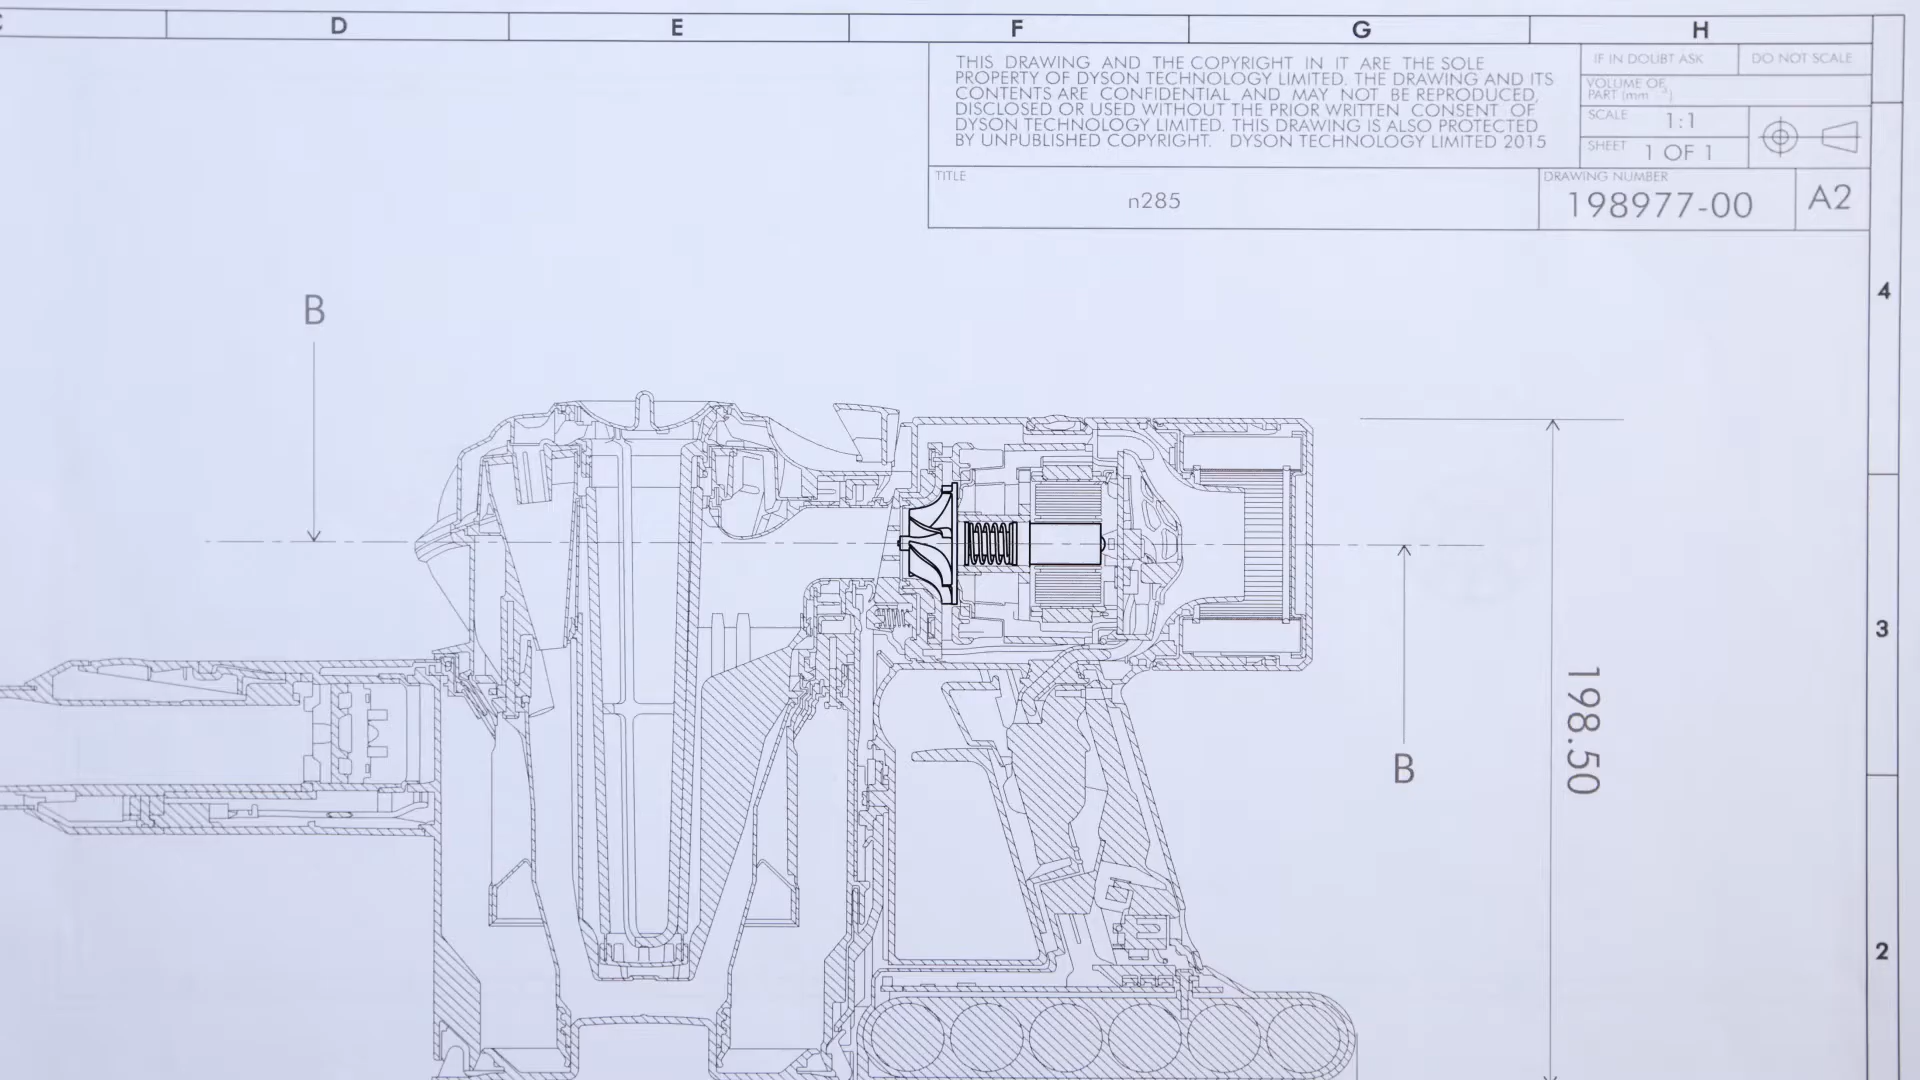 D
E
F
G
H
THIS DRAWING AND THE COPYRIGHT IN IT ARE THE SOLE
PROPERTY OF DYSON TECHNOLOGY LIMITED. THE DRAWING AND ITS
CONTENTS ARE CONFIDENTIAL AND MAY NOT BE REPRODUCED,
DISCLOSED OR USED WITHOUT THE PRIOR WRITTEN CONSENT OF
DYSON TECHNOLOGY LIMITED. THIS DRAWING IS ALSO PROTECTED
BY UNPUBLISHED COPYRIGHT. DYSON TECHNOLOGY LIMITED 2015
IF IN DOUBT ASK
DO NOT SCALE
VOLUME OF
PART (mm³)
SCALE 1:1
SHEET 1 OF 1
TITLE
n285
DRAWING NUMBER
198977-00
A2
4
B
3
198.50
B
2